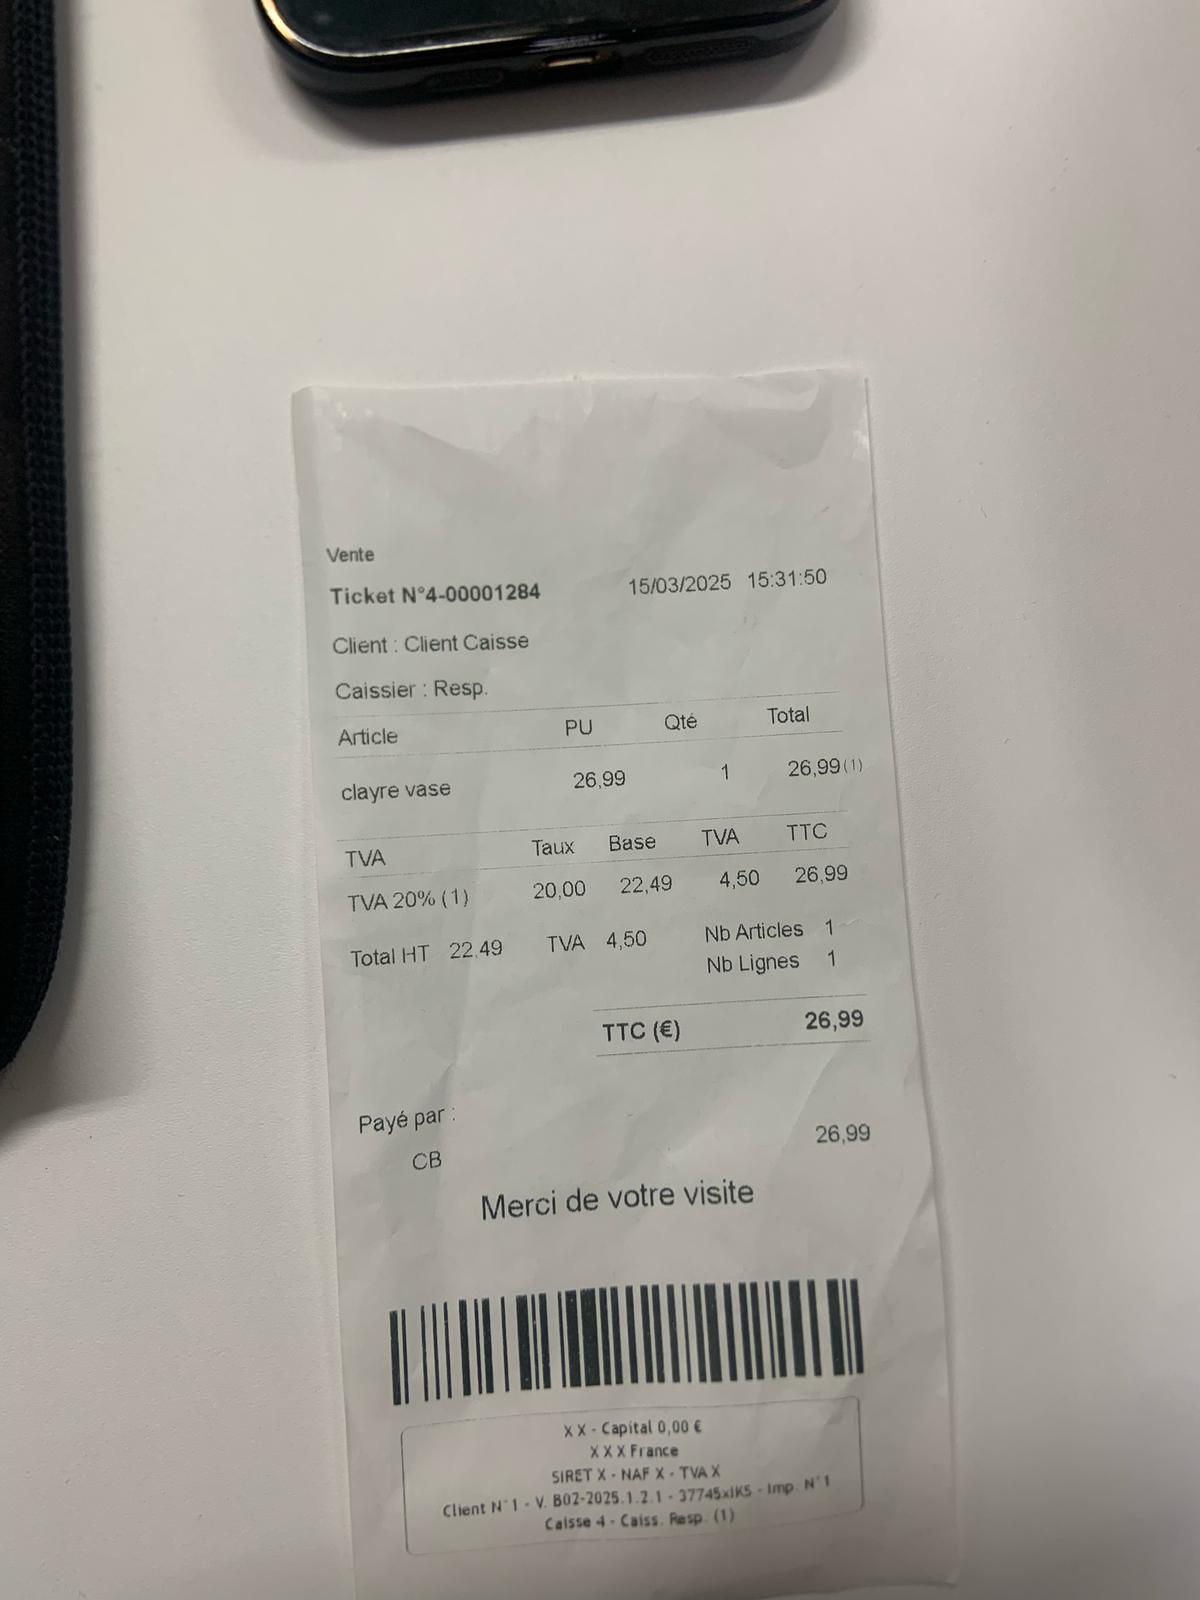 Vente
Ticket N°4-00001284 15/03/2025 15:31:50
Client : Client Caisse
Caissier : Resp.
Article PU Qté Total
clayre vase 26,99 1 26,99(1)
TVA Taux Base TVA TTC
TVA 20% (1) 20,00 22,49 4,50 26,99
Total HT 22,49 TVA 4,50 Nb Articles 1
Nb Lignes 1
TTC (€) 26,99
Payé par :
CB 26,99
Merci de votre visite
X X - Capital 0,00 €
X X X France
SIRET X - NAF X - TVA X
Client N°1 - V. B02-2025.1.2.1 - 37745xIKS - Imp. N°1
Caisse 4 - Caiss. Resp. (1)